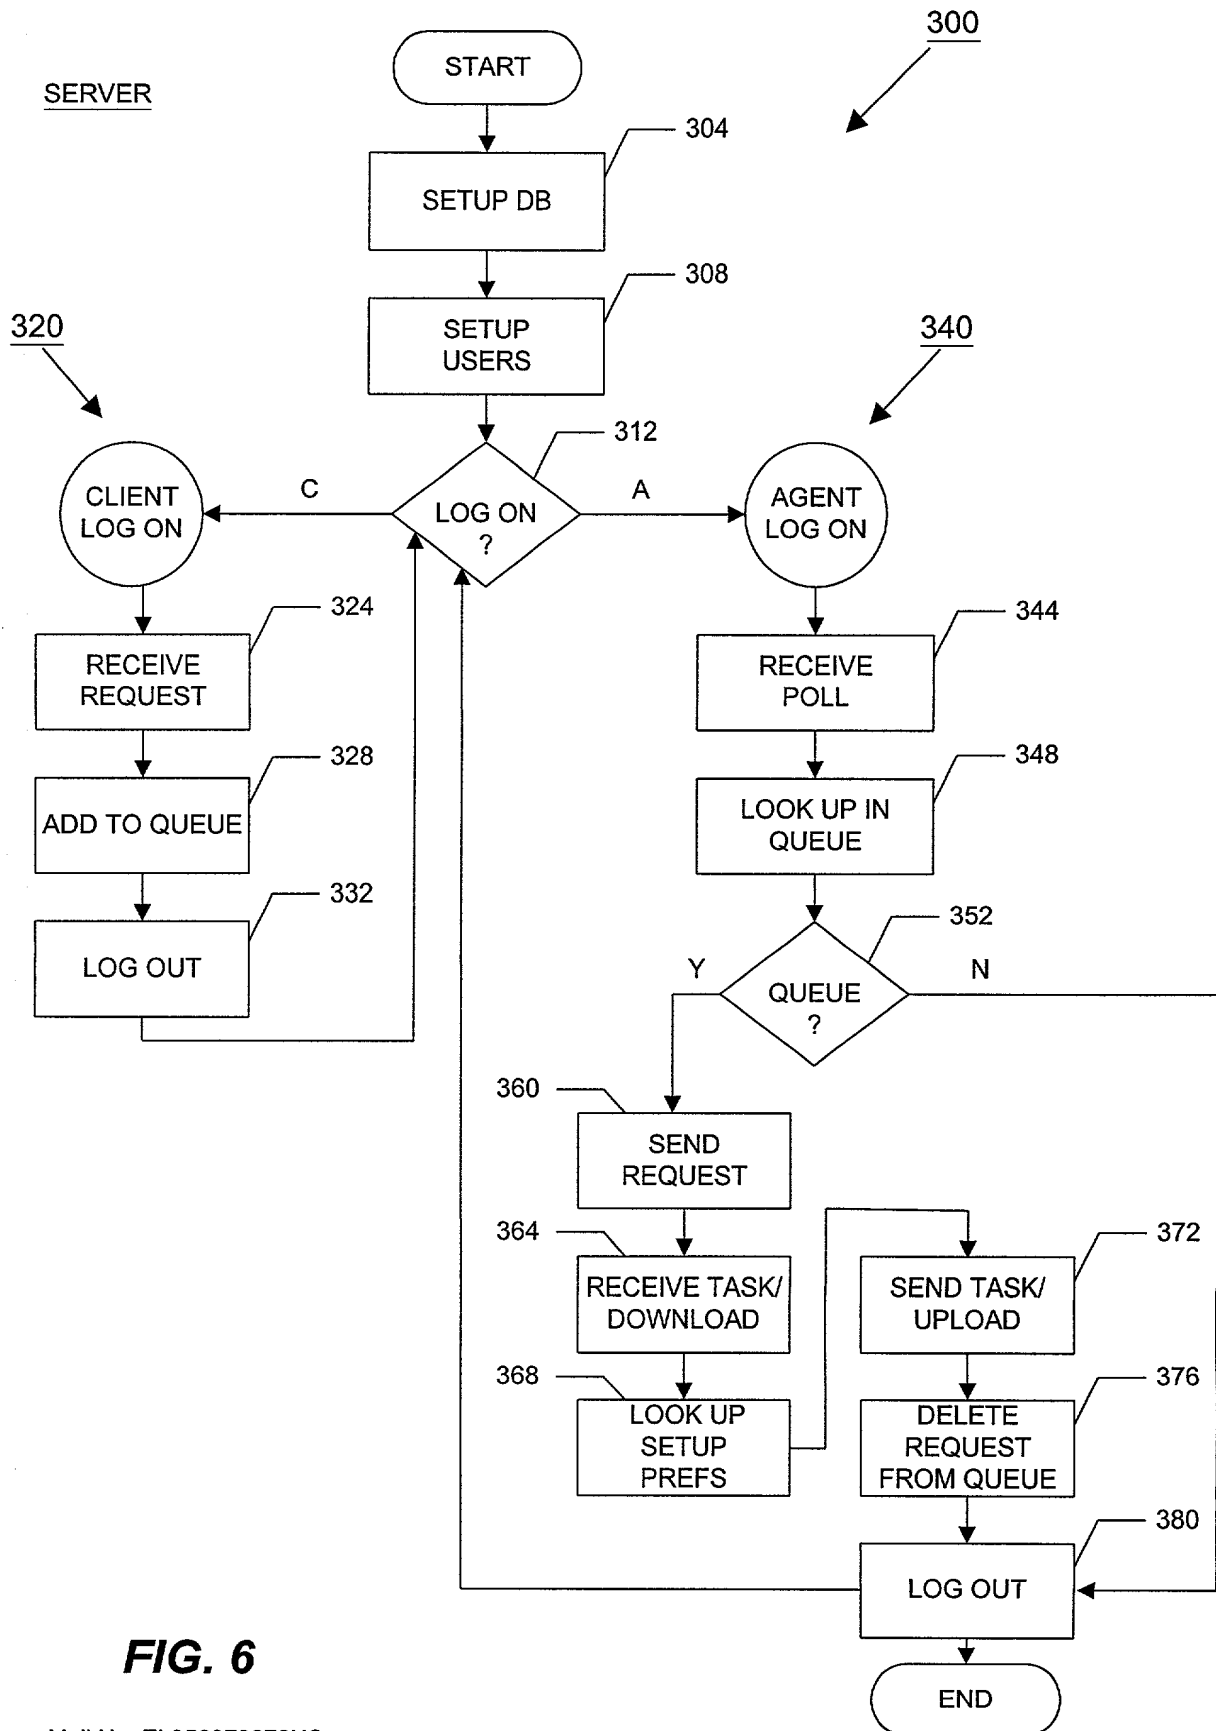 300
START
SERVER
304
SETUP DB
308
SETUP
USERS
320
340
312
CLIENT
LOG ON
C
LOG ON
?
A
AGENT
LOG ON
324
RECEIVE
REQUEST
344
RECEIVE
POLL
328
ADD TO QUEUE
348
LOOK UP IN
QUEUE
332
LOG OUT
352
Y
QUEUE
?
N
360
SEND
REQUEST
364
RECEIVE TASK/
DOWNLOAD
372
SEND TASK/
UPLOAD
368
LOOK UP
SETUP
PREFS
376
DELETE
REQUEST
FROM QUEUE
380
LOG OUT
FIG. 6
END